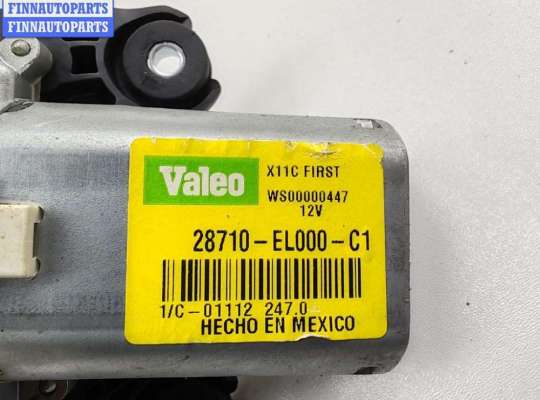 FINNAUTOPARTS
FINNAUTOPARTS
Valeo
X11C FIRST
WS00000447
12V
28710-EL000-C1
1/C-01112 247.0
HECHO EN MEXICO